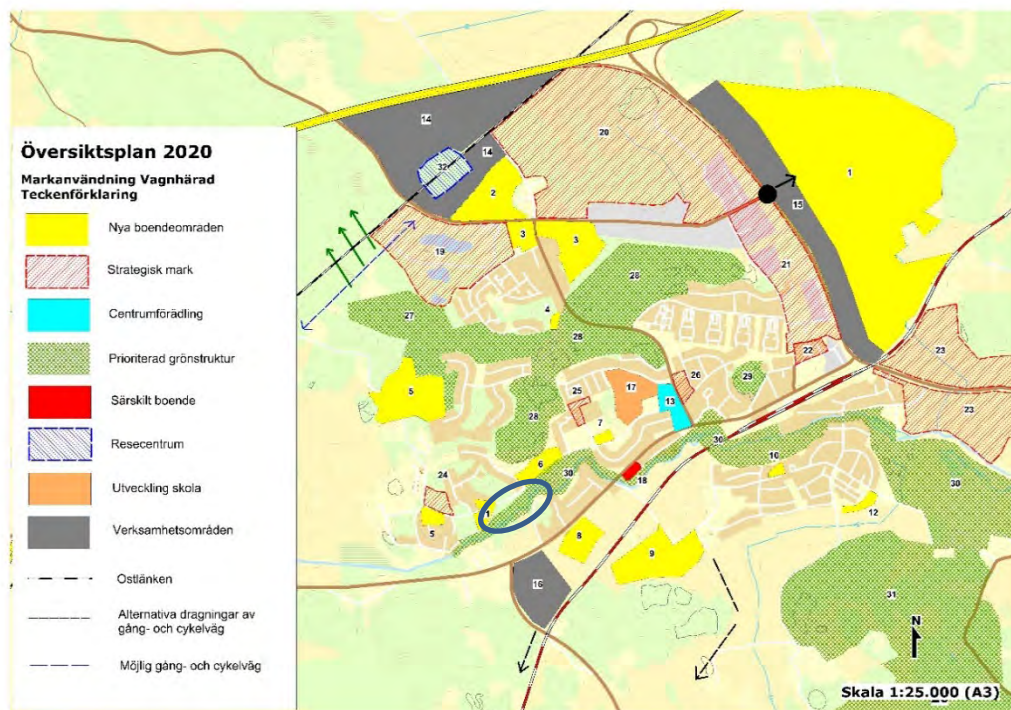 Översiktsplan 2020
Markanvändning Vagnhärad
Teckenförklaring
Nya boendeområden
Strategisk mark
Centrumförädling
Prioriterad grönstruktur
Särskilt boende
Resecentrum
Utveckling skola
Verksamhetsområden
Ostlänken
Alternativa dragningar av
gång- och cykelväg
Möjlig gång- och cykelväg
14
20
14
32
1
2
15
3
3
19
21
28
27
4
28
22
23
5
25
17
26
29
13
23
28
7
30
6
30
10
24
18
30
1
12
5
8
9
16
31
N
Skala 1:25.000 (A3)